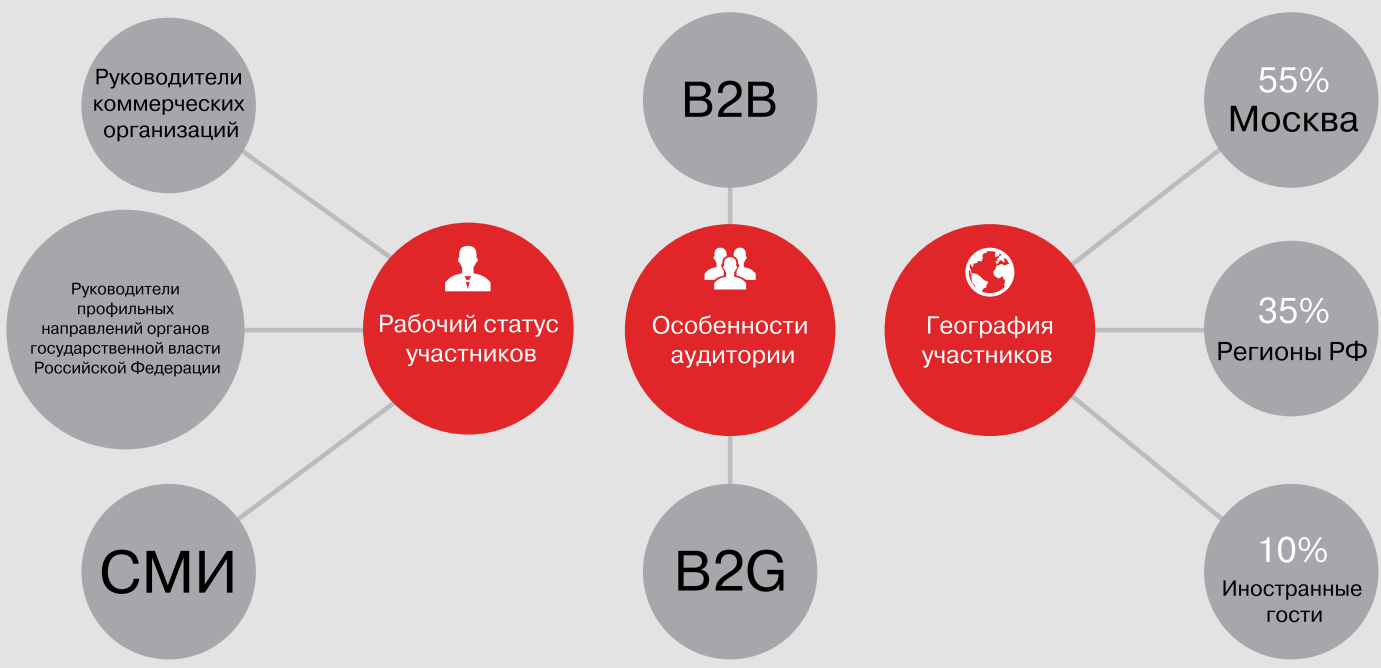 Руководители
коммерческих
организаций
Руководители
профильных
направлений органов
государственной власти
Российской Федерации
СМИ
Рабочий статус
участников
B2B
Особенности
аудитории
B2G
География
участников
55%
Москва
35%
Регионы РФ
10%
Иностранные
гости